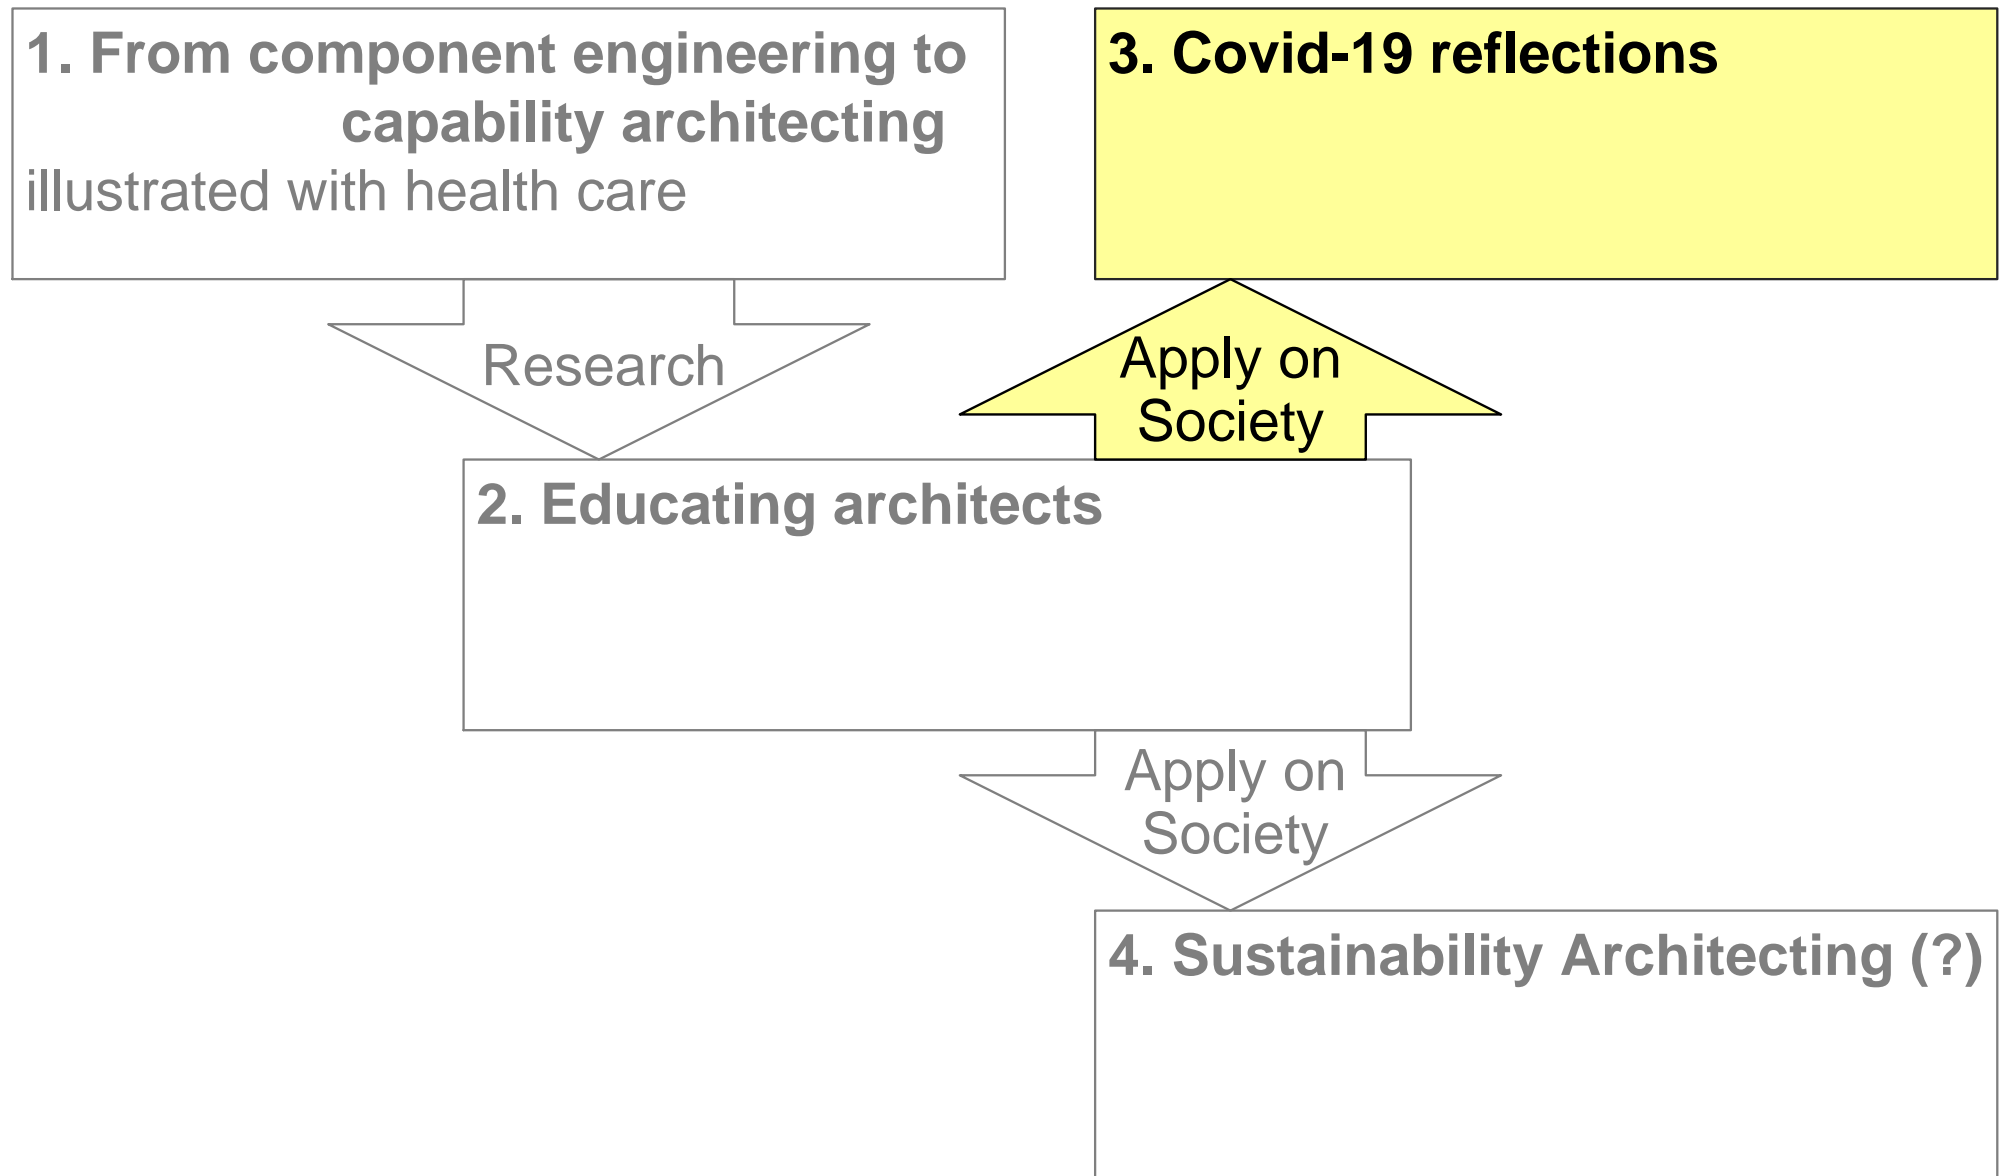 1. From component engineering to
capability architecting
illustrated with health care
3. Covid-19 reflections
Research
Apply on
Society
2. Educating architects
Apply on
Society
4. Sustainability Architecting (?)